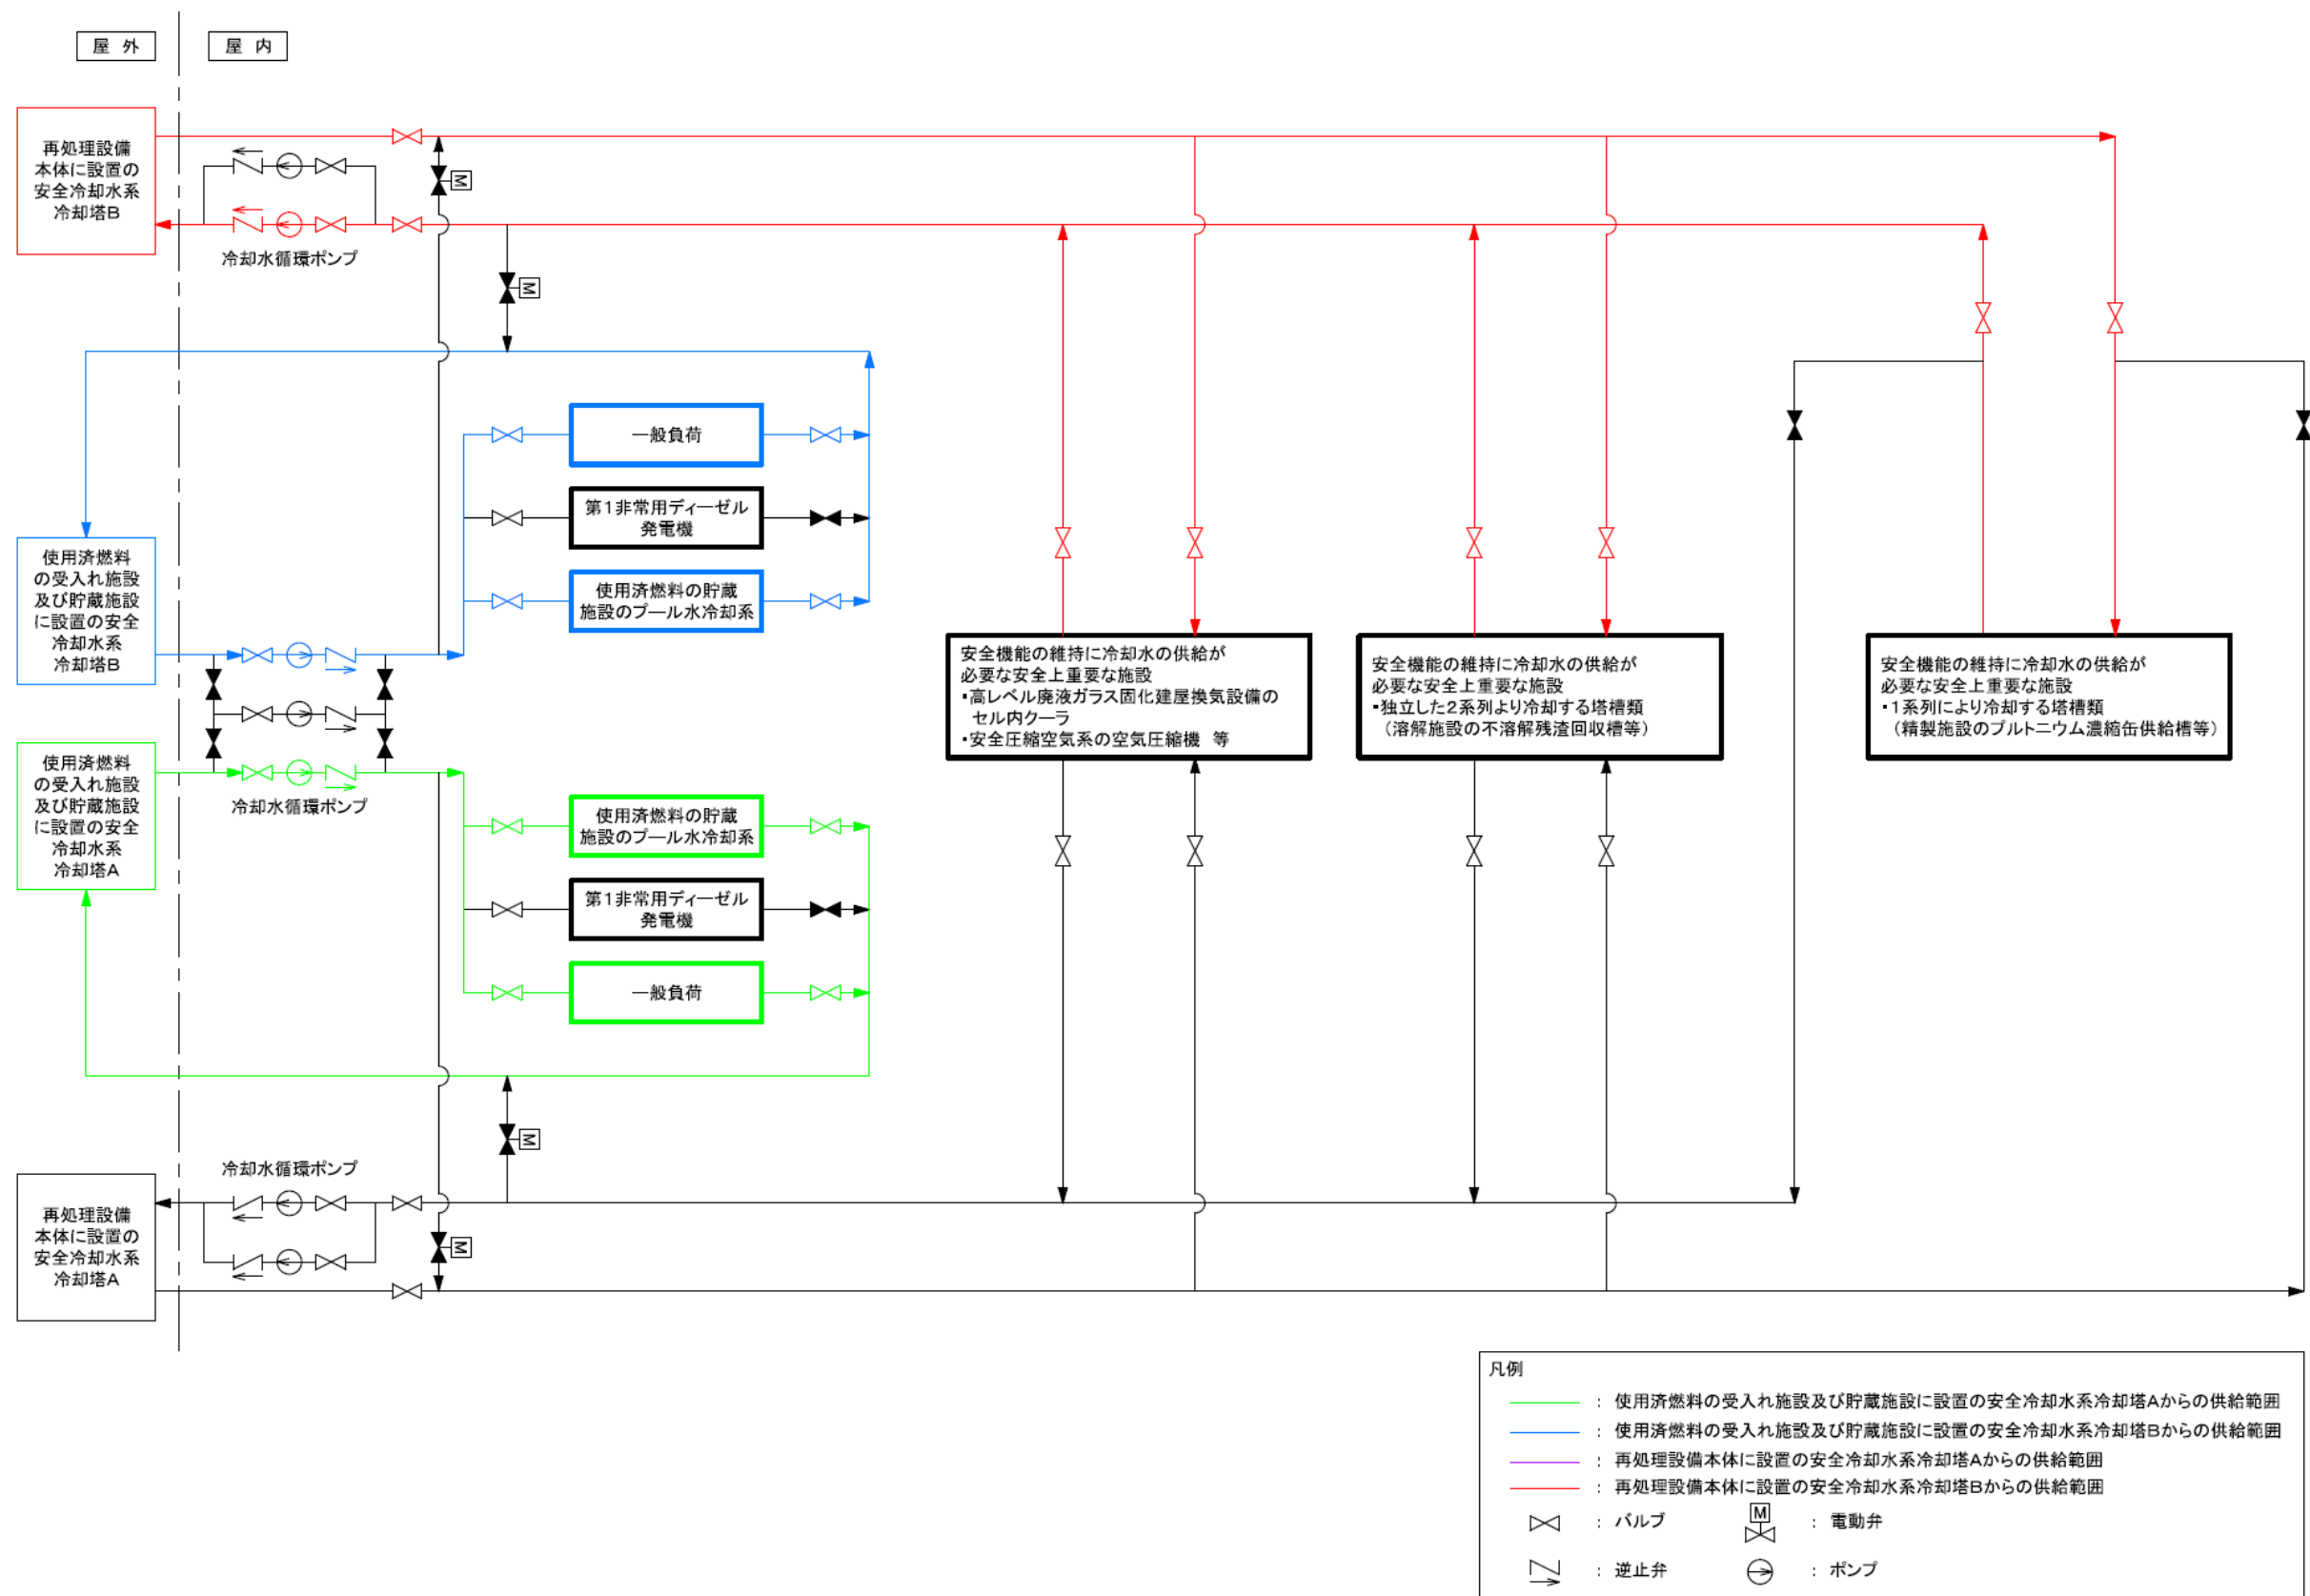 屋 外
屋 内
再処理設備
本体に設置の
安全冷却水系
冷却塔B
M
冷却水循環ポンプ
M
一般負荷
第1非常用ディーゼル
発電機
使用済燃料の貯蔵
施設のプール水冷却系
使用済燃料
の受入れ施設
及び貯蔵施設
に設置の安全
冷却水系
冷却塔B
安全機能の維持に冷却水の供給が
必要な安全上重要な施設
・高レベル廃液ガラス固化建屋換気設備の
セル内クーラ
・安全圧縮空気系の空気圧縮機 等
安全機能の維持に冷却水の供給が
必要な安全上重要な施設
・独立した2系列より冷却する塔槽類
(溶解施設の不溶解残渣回収槽等)
安全機能の維持に冷却水の供給が
必要な安全上重要な施設
・1系列により冷却する塔槽類
(精製施設のプルトニウム濃縮缶供給槽等)
使用済燃料
の受入れ施設
及び貯蔵施設
に設置の安全
冷却水系
冷却塔A
冷却水循環ポンプ
使用済燃料の貯蔵
施設のプール水冷却系
第1非常用ディーゼル
発電機
一般負荷
M
冷却水循環ポンプ
再処理設備
本体に設置の
安全冷却水系
冷却塔A
M
凡例
: 使用済燃料の受入れ施設及び貯蔵施設に設置の安全冷却水系冷却塔Aからの供給範囲
: 使用済燃料の受入れ施設及び貯蔵施設に設置の安全冷却水系冷却塔Bからの供給範囲
: 再処理設備本体に設置の安全冷却水系冷却塔Aからの供給範囲
: 再処理設備本体に設置の安全冷却水系冷却塔Bからの供給範囲
: バルブ
M : 電動弁
: 逆止弁
: ポンプ